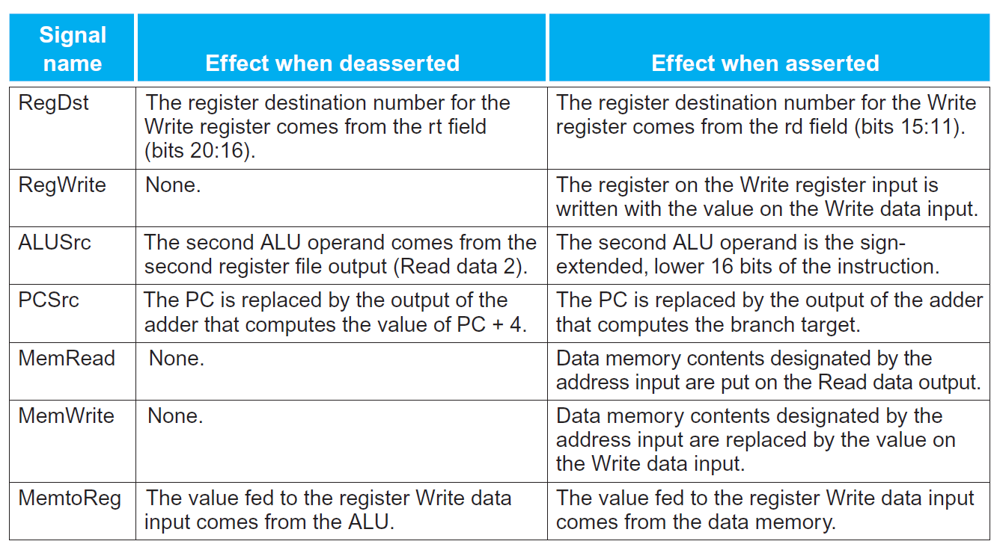 Signal
name
Effect when deasserted
Effect when asserted
RegDst
The register destination number for the
Write register comes from the rt field
(bits 20:16).
The register destination number for the Write
register comes from the rd field (bits 15:11).
RegWrite
None.
The register on the Write register input is
written with the value on the Write data input.
ALUSrc
The second ALU operand comes from the
second register file output (Read data 2).
The second ALU operand is the sign-
extended, lower 16 bits of the instruction.
PCSrc
The PC is replaced by the output of the
adder that computes the value of PC + 4.
The PC is replaced by the output of the adder
that computes the branch target.
MemRead
None.
Data memory contents designated by the
address input are put on the Read data output.
MemWrite
None.
Data memory contents designated by the
address input are replaced by the value on
the Write data input.
MemtoReg
The value fed to the register Write data
input comes from the ALU.
The value fed to the register Write data input
comes from the data memory.